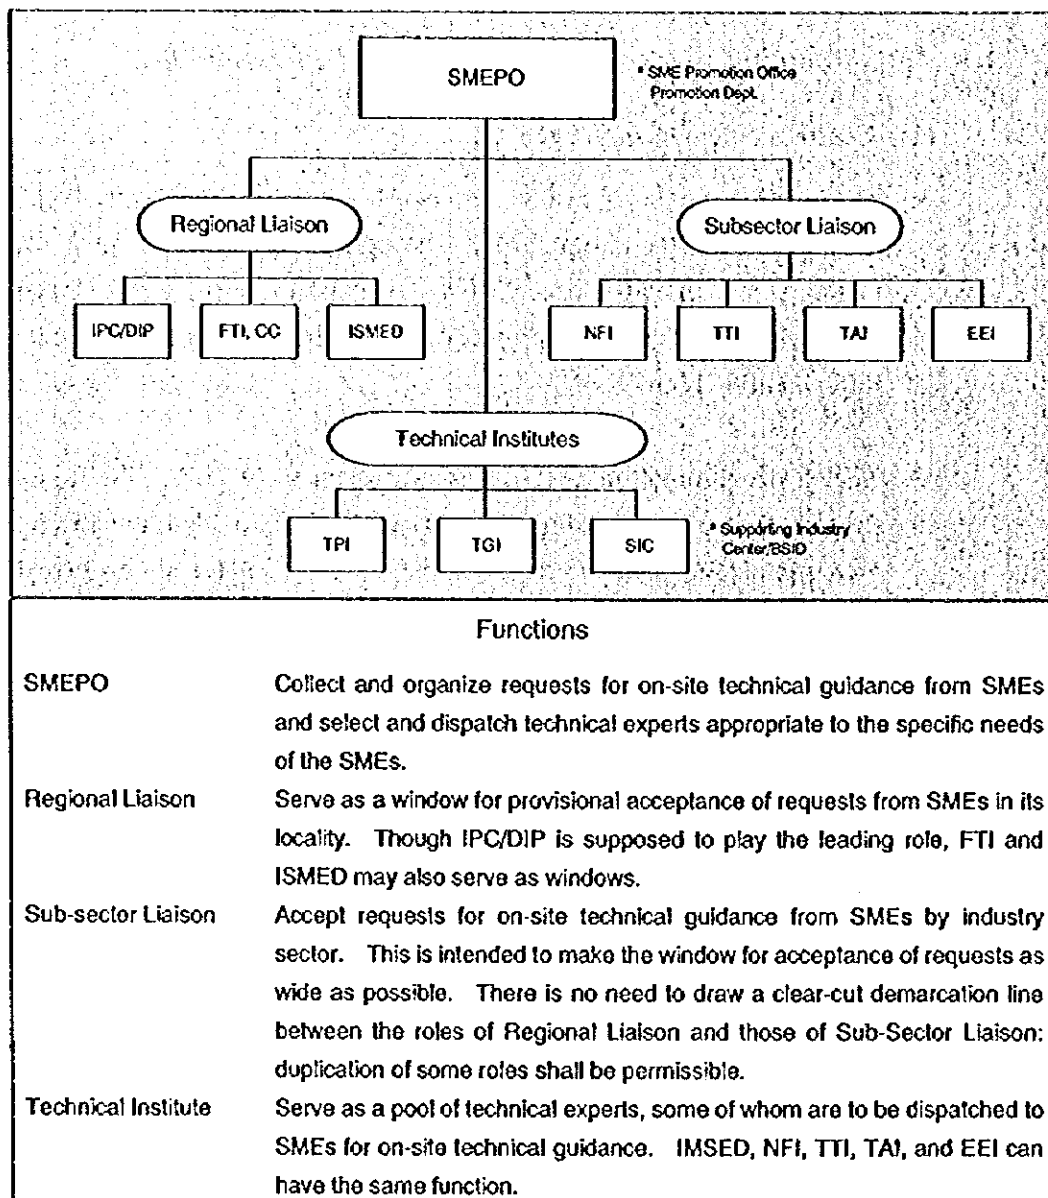 SMEPO
* SME Promotion Office
Promotion Dept.
Regional Liaison
Subsector Liaison
IPC/DIP
FTI, CC
ISMED
NFI
TTI
TAI
EEI
Technical Institutes
TPI
TGI
SIC
* Supporting Industry
Center/BSID
Functions
SMEPO Collect and organize requests for on-site technical guidance from SMEs
and select and dispatch technical experts appropriate to the specific needs
of the SMEs.
Regional Liaison Serve as a window for provisional acceptance of requests from SMEs in its
locality. Though IPC/DIP is supposed to play the leading role, FTI and
ISMED may also serve as windows.
Sub-sector Liaison Accept requests for on-site technical guidance from SMEs by industry
sector. This is intended to make the window for acceptance of requests as
wide as possible. There is no need to draw a clear-cut demarcation line
between the roles of Regional Liaison and those of Sub-Sector Liaison:
duplication of some roles shall be permissible.
Technical Institute Serve as a pool of technical experts, some of whom are to be dispatched to
SMEs for on-site technical guidance. IMSED, NFI, TTI, TAI, and EEI can
have the same function.